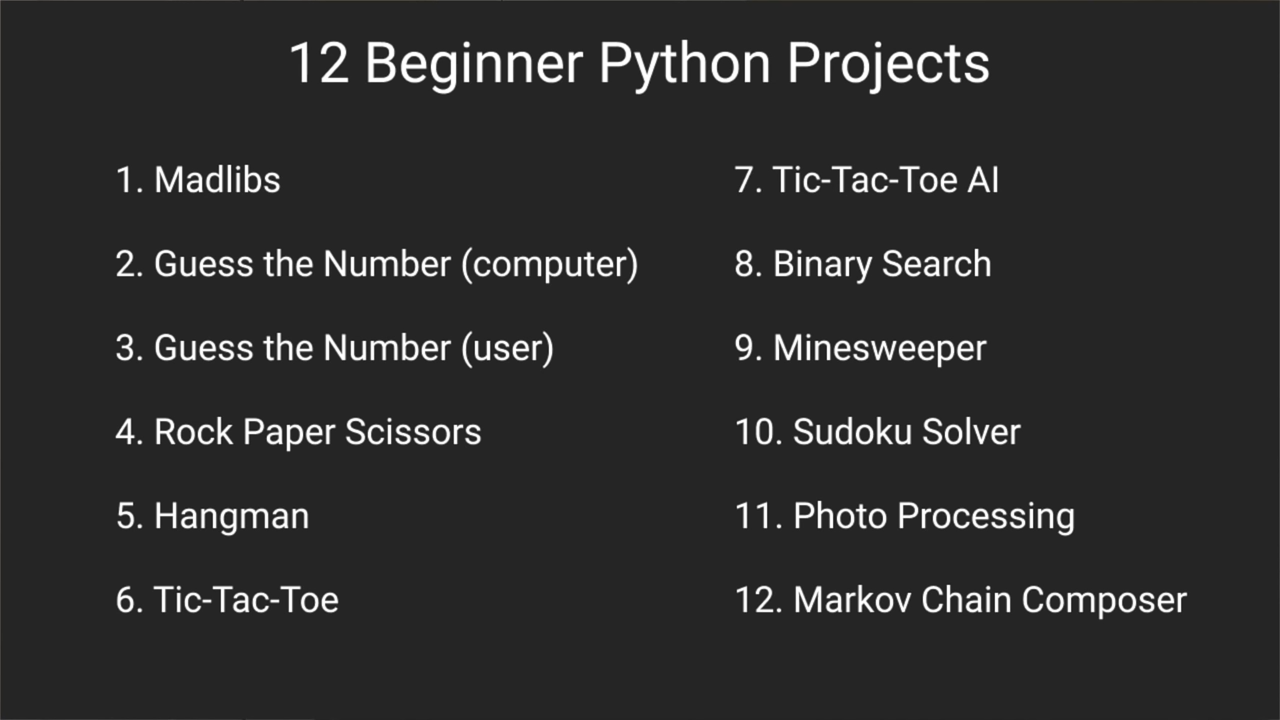 12 Beginner Python Projects
1. Madlibs
2. Guess the Number (computer)
3. Guess the Number (user)
4. Rock Paper Scissors
5. Hangman
6. Tic-Tac-Toe
7. Tic-Tac-Toe AI
8. Binary Search
9. Minesweeper
10. Sudoku Solver
11. Photo Processing
12. Markov Chain Composer